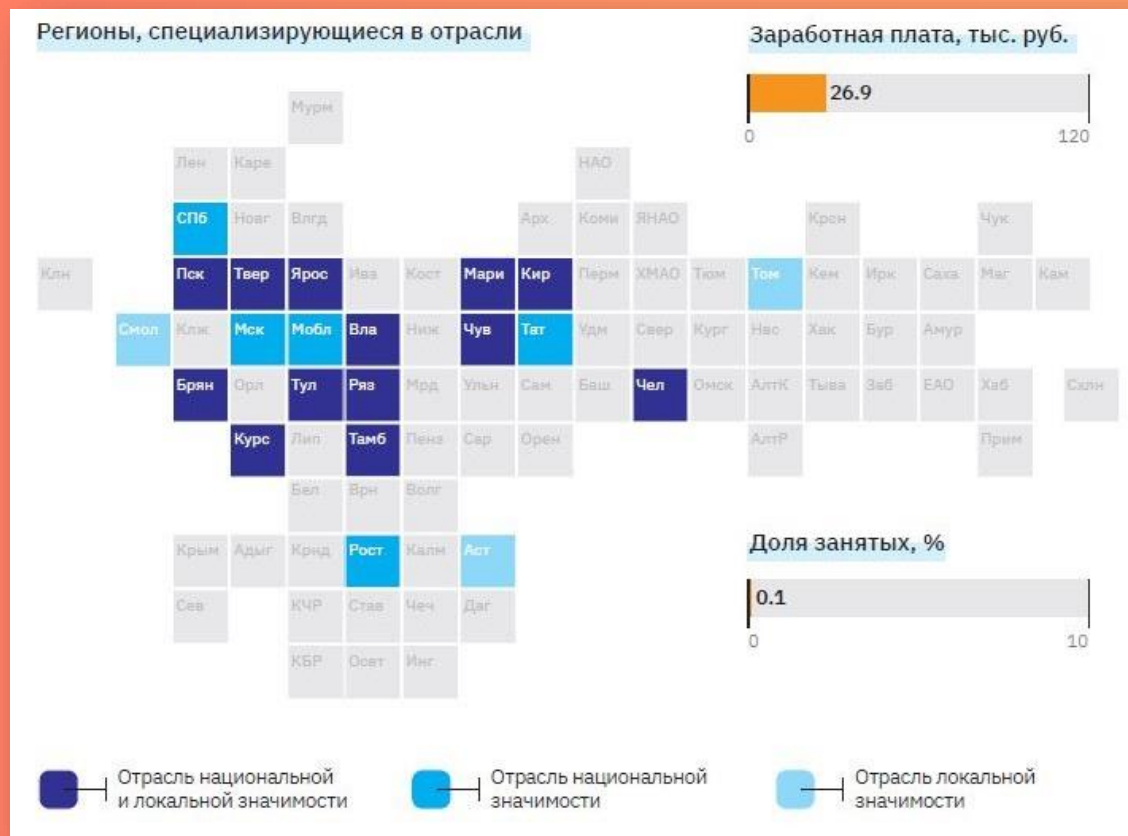 Регионы, специализирующиеся в отрасли
Заработная плата, тыс. руб.
26.9
0 120
Мурм
Лен Каре НАО
СПб Новг Влгд Арх Коми ЯНАО Крсн Чук
Клн Пск Твер Ярос Ива Кост Мари Кир Перм ХМАО Тюм Том Кем Ирк Саха Маг Кам
Смол Клж Мск Мобл Вла Ниж Чув Тат Удм Свер Кург Нвс Хак Бур Амур
Брян Орл Тул Ряз Мрд Ульн Сам Баш Чел Омск АлтК Тыва Заб ЕАО Хаб Схлн
Курс Лип Тамб Пенз Сар Орен АлтР Прим
Бел Врн Волг
Крым Адыг Крнд Рост Калм Аст
Сев КЧР Став Чеч Даг
КБР Осет Инг
Доля занятых, %
0.1
0 10
Отрасль национальной
и локальной значимости
Отрасль национальной
значимости
Отрасль локальной
значимости